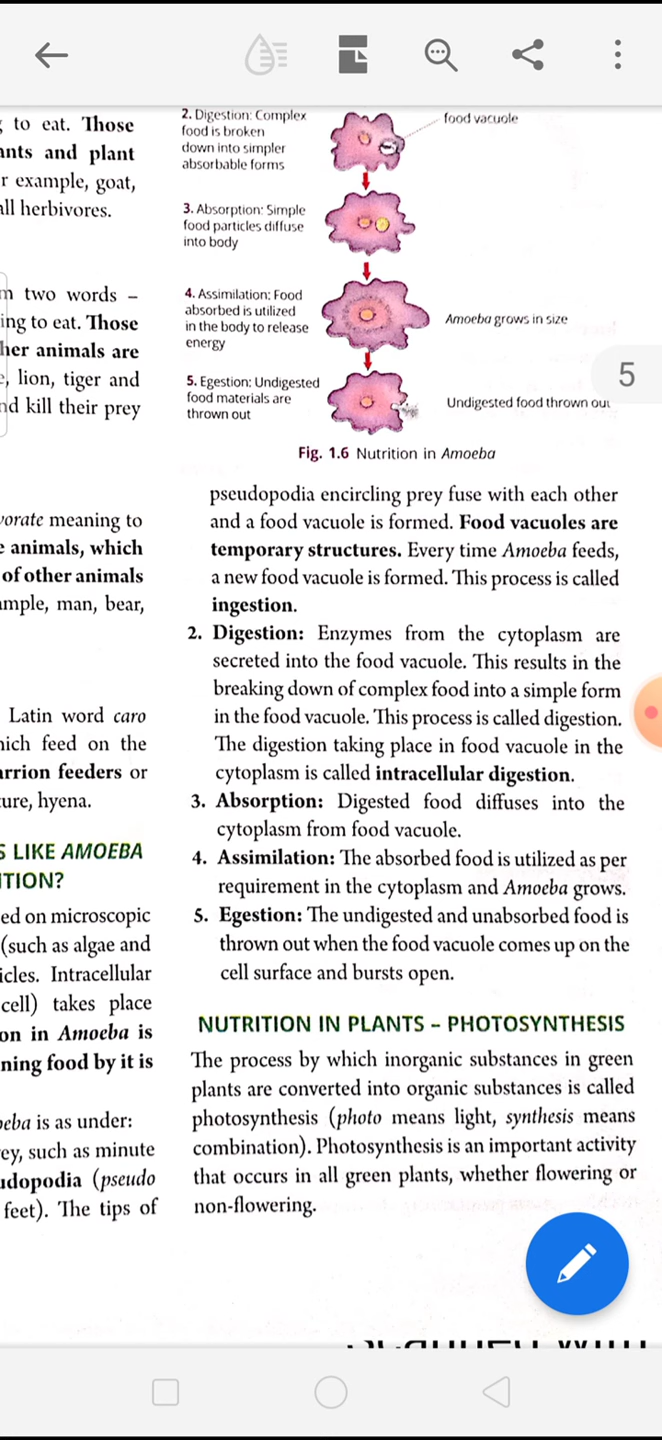 to eat. Those
ants and plant
r example, goat,
all herbivores.
m two words –
ing to eat. Those
her animals are
, lion, tiger and
nd kill their prey
vorate meaning to
e animals, which
of other animals
ample, man, bear,
Latin word caro
hich feed on the
arrion feeders or
ture, hyena.
S LIKE AMOEBA
TION?
ed on microscopic
(such as algae and
icles. Intracellular
cell) takes place
on in Amoeba is
ning food by it is
eba is as under:
ey, such as minute
udopodia (pseudo
feet). The tips of
2. Digestion: Complex
food is broken
down into simpler
absorbable forms
food vacuole
3. Absorption: Simple
food particles diffuse
into body
4. Assimilation: Food
absorbed is utilized
in the body to release
energy
Amoeba grows in size
5
5. Egestion: Undigested
food materials are
thrown out
Undigested food thrown out
Fig. 1.6 Nutrition in Amoeba
pseudopodia encircling prey fuse with each other
and a food vacuole is formed. Food vacuoles are
temporary structures. Every time Amoeba feeds,
a new food vacuole is formed. This process is called
ingestion.
2. Digestion: Enzymes from the cytoplasm are
secreted into the food vacuole. This results in the
breaking down of complex food into a simple form
in the food vacuole. This process is called digestion.
The digestion taking place in food vacuole in the
cytoplasm is called intracellular digestion.
3. Absorption: Digested food diffuses into the
cytoplasm from food vacuole.
4. Assimilation: The absorbed food is utilized as per
requirement in the cytoplasm and Amoeba grows.
5. Egestion: The undigested and unabsorbed food is
thrown out when the food vacuole comes up on the
cell surface and bursts open.
NUTRITION IN PLANTS – PHOTOSYNTHESIS
The process by which inorganic substances in green
plants are converted into organic substances is called
photosynthesis (photo means light, synthesis means
combination). Photosynthesis is an important activity
that occurs in all green plants, whether flowering or
non-flowering.